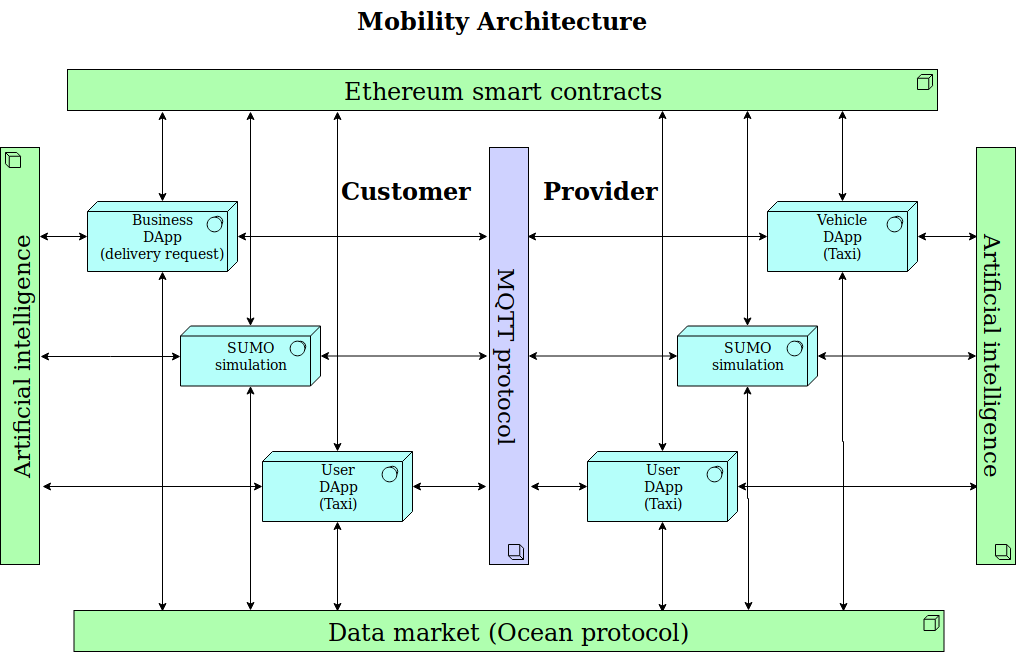 Mobility Architecture
Ethereum smart contracts
Customer
Provider
Artificial intelligence
Business
DApp
(delivery request)
SUMO
simulation
User
DApp
(Taxi)
MQTT protocol
Vehicle
DApp
(Taxi)
SUMO
simulation
User
DApp
(Taxi)
Artificial intelligence
Data market (Ocean protocol)